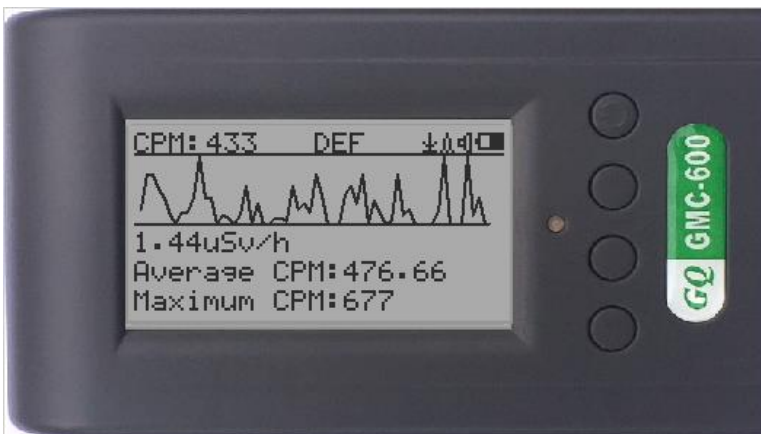 CPM: 433 DEF
1.44uSv/h
Average CPM:476.66
Maximum CPM:677
GQ GMC-600